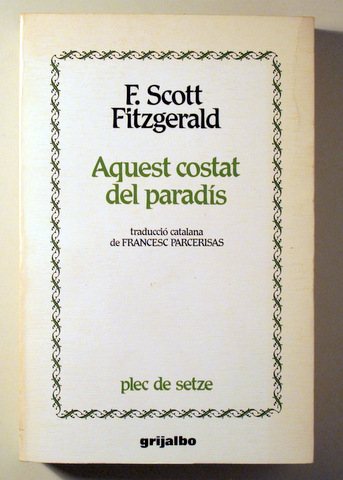 F. Scott
Fitzgerald
Aquest costat
del paradís
traducció catalana
de FRANCESC PARCERISAS
plec de setze
grijalbo